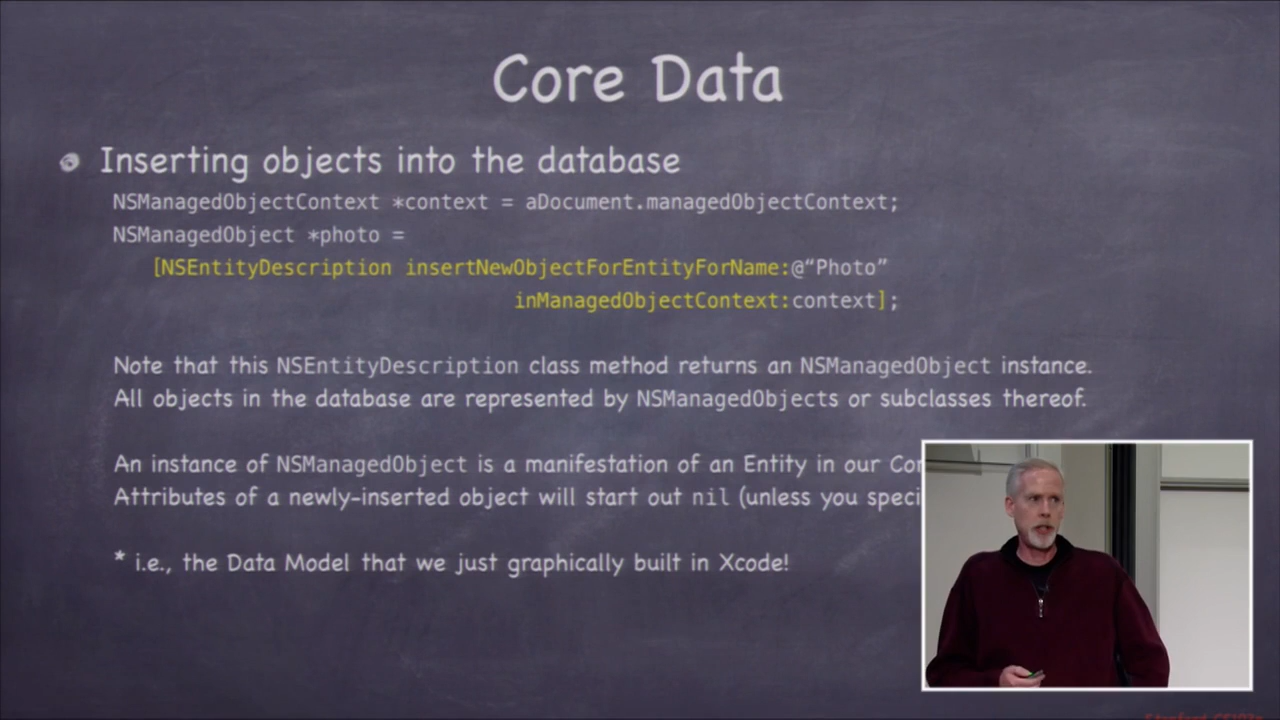 Core Data
Inserting objects into the database
NSManagedObjectContext *context = aDocument.managedObjectContext;
NSManagedObject *photo =
[NSEntityDescription insertNewObjectForEntityForName:@“Photo”
inManagedObjectContext:context];
Note that this NSEntityDescription class method returns an NSManagedObject instance.
All objects in the database are represented by NSManagedObjects or subclasses thereof.
An instance of NSManagedObject is a manifestation of an Entity in our
Attributes of a newly-inserted object will start out nil (unless you
* i.e., the Data Model that we just graphically built in Xcode!